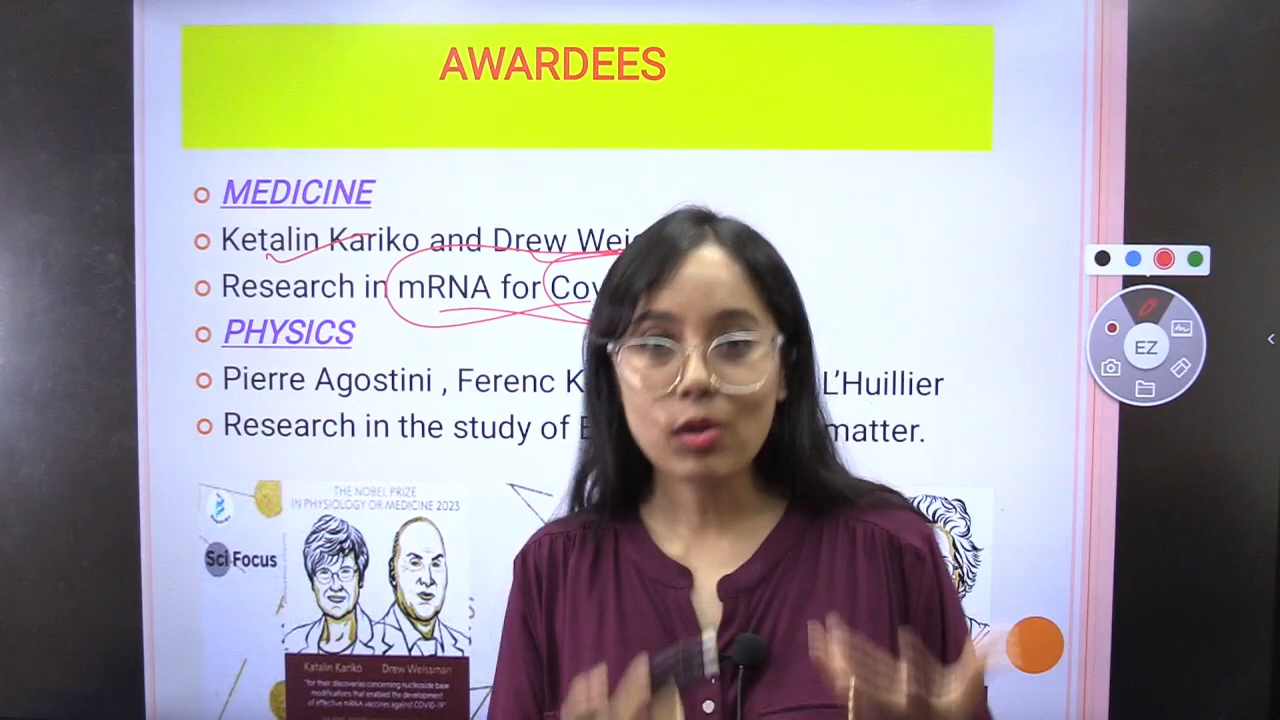 AWARDEES
MEDICINE
Ketalin Kariko and Drew
Research in mRNA for
PHYSICS
Pierre Agostini , Ferenc L’Huillier
Research in the study of matter.
THE NOBEL PRIZE
IN PHYSIOLOGY OR MEDICINE 2023
Sci Focus
Katalin Karikó Drew Weissman
"for their discoveries concerning nucleoside base
modifications that enabled the development
of effective mRNA vaccines against COVID-19"
EZ